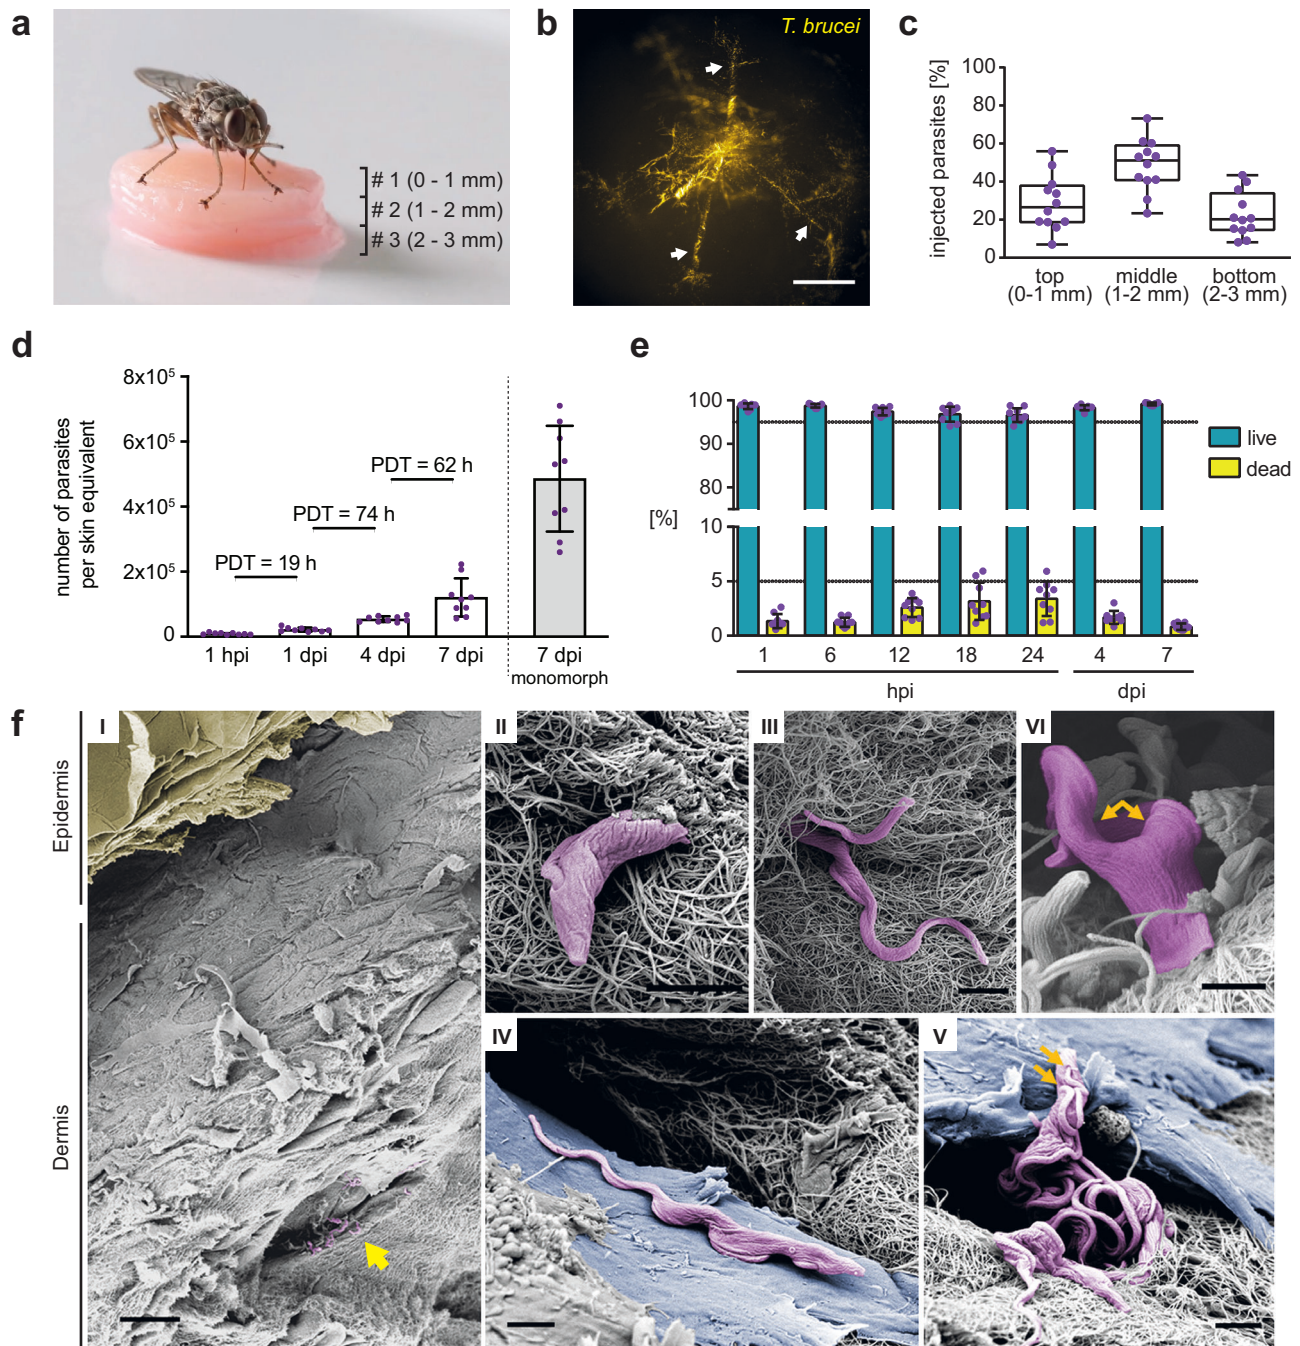 a
# 1 (0 - 1 mm)
# 2 (1 - 2 mm)
# 3 (2 - 3 mm)
b
T. brucei
c
injected parasites [%]
100
80
60
40
20
0
top
(0-1 mm)
middle
(1-2 mm)
bottom
(2-3 mm)
d
number of parasites
per skin equivalent
8x10⁵
6x10⁵
4x10⁵
2x10⁵
0
PDT = 19 h
PDT = 74 h
PDT = 62 h
1 hpi
1 dpi
4 dpi
7 dpi
7 dpi
monomorph
e
[%]
100
90
80
10
5
0
1
6
12
18
24
4
7
hpi
dpi
live
dead
f
Epidermis
Dermis
I
II
III
VI
IV
V